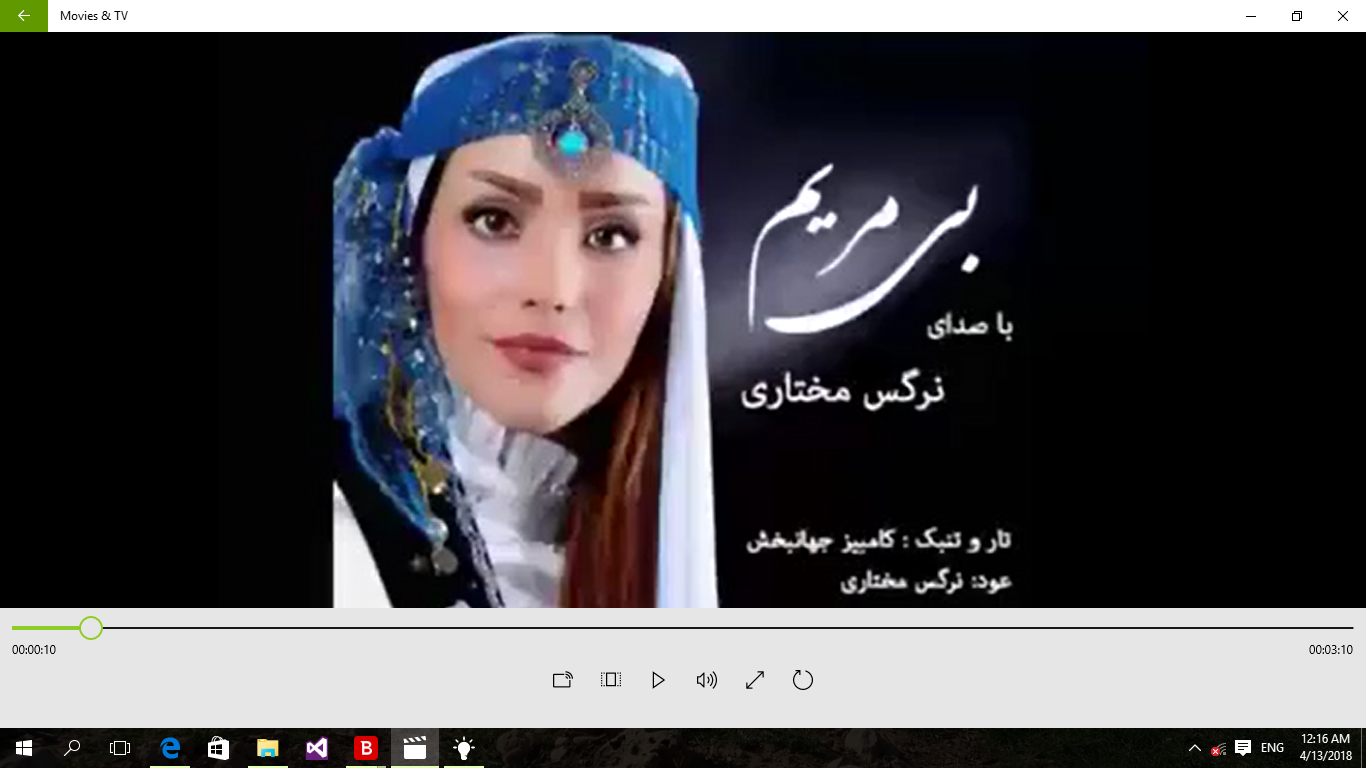 Movies & TV
بی مریم
با صدای
نرگس مختاری
تار و تنبک : کامبیز جهانبخش
عود: نرگس مختاری
00:00:10
00:03:10
B
ENG
12:16 AM
4/13/2018